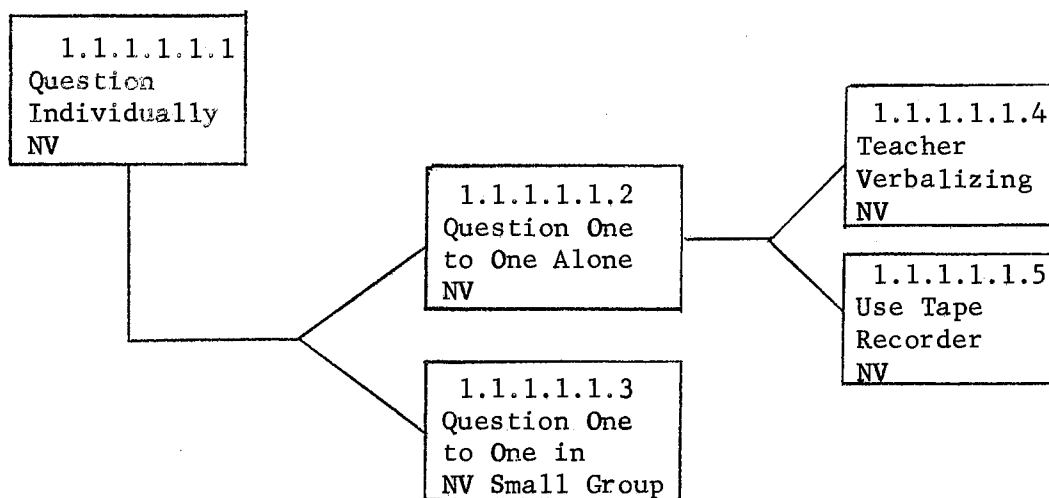 1.1.1.1.1.1
Question
Individually
NV
1.1.1.1.1.2
Question One
to One Alone
NV
1.1.1.1.1.3
Question One
to One in
NV Small Group
1.1.1.1.1.4
Teacher
Verbalizing
NV
1.1.1.1.1.5
Use Tape
Recorder
NV